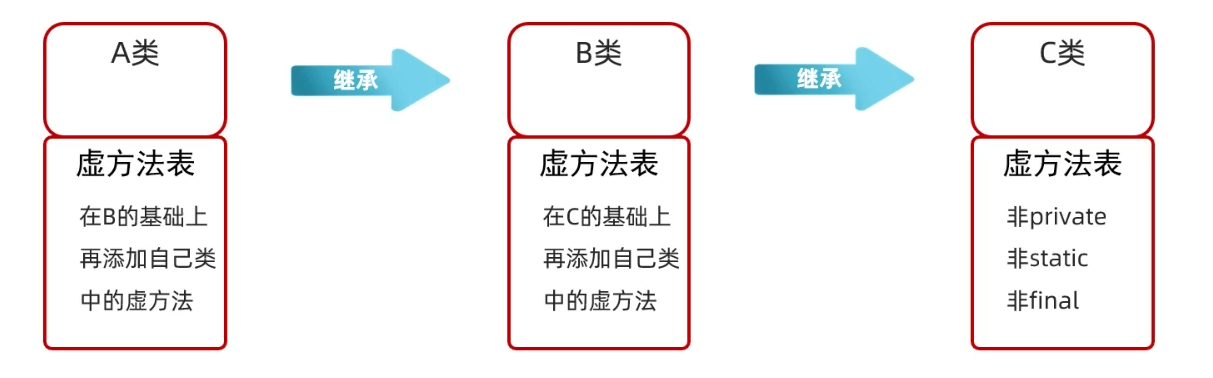 A类
继承
B类
继承
C类
虚方法表
在B的基础上
再添加自己类
中的虚方法
虚方法表
在C的基础上
再添加自己类
中的虚方法
虚方法表
非private
非static
非final